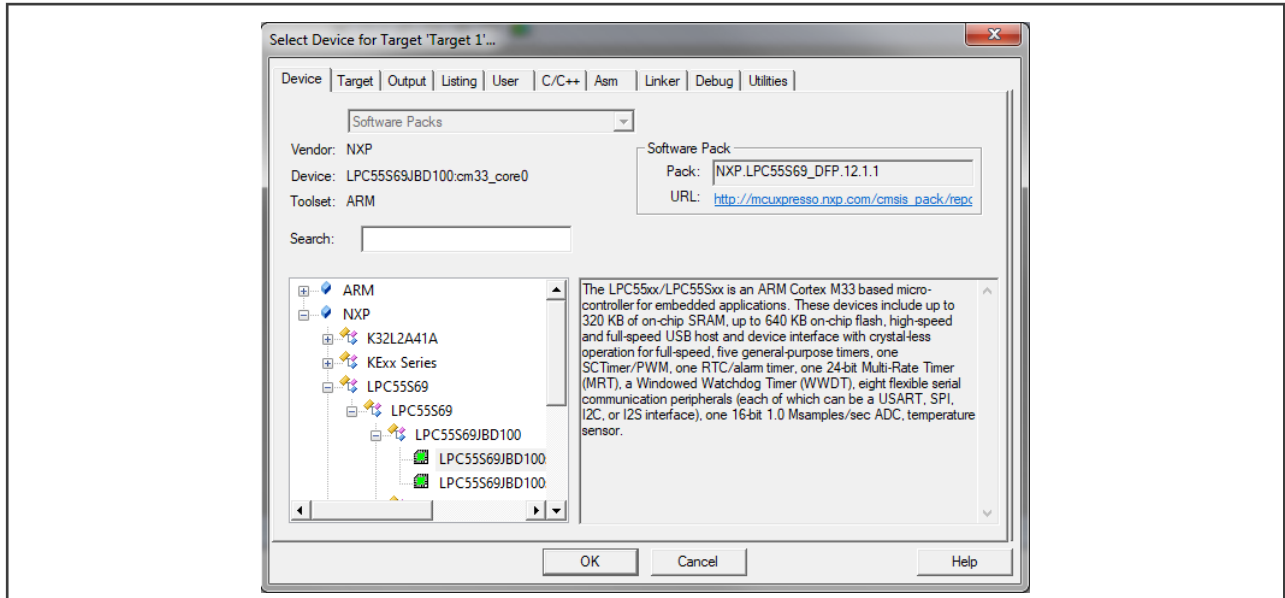 Select Device for Target 'Target 1'...
Device Target Output Listing User C/C++ Asm Linker Debug Utilities
Software Packs
Vendor: NXP
Device: LPC55S69JBD100:cm33_core0
Toolset: ARM
Search:
Software Pack
Pack: NXP.LPC55S69_DFP.12.1.1
URL: http://mcuxpresso.nxp.com/cmsis_pack/repo
ARM
NXP
K32L2A41A
KExx Series
LPC55S69
LPC55S69
LPC55S69JBD100
LPC55S69JBD100:
LPC55S69JBD100:
The LPC55xx/LPC55Sxx is an ARM Cortex M33 based micro-
controller for embedded applications. These devices include up to
320 KB of on-chip SRAM, up to 640 KB on-chip flash, high-speed
and full-speed USB host and device interface with crystal-less
operation for full-speed, five general-purpose timers, one
SCTimer/PWM, one RTC/alarm timer, one 24-bit Multi-Rate Timer
(MRT), a Windowed Watchdog Timer (WWDT), eight flexible serial
communication peripherals (each of which can be a USART, SPI,
I2C, or I2S interface), one 16-bit 1.0 Msamples/sec ADC, temperature
sensor.
OK Cancel Help